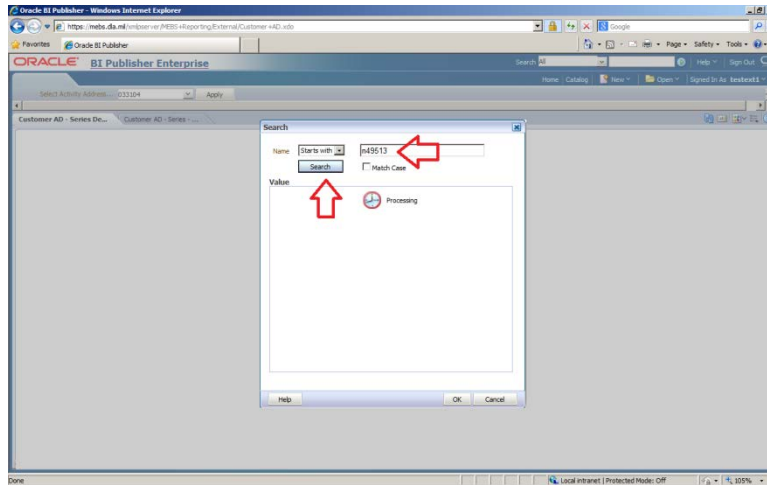 Oracle BI Publisher - Windows Internet Explorer
https://mebs.dla.mil/xmlpserver/MEBS+Reporting/External/Customer+AD.xdo
Google
Favorites Oracle BI Publisher
Page Safety Tools
ORACLE BI Publisher Enterprise
Search All Help Sign Out
Home Catalog New Open Signed In As testext1
Select Activity Address... 033184 Apply
Customer AD - Series De... Customer AD - Series - ...
Search
Name Starts with n49513
Search Match Case
Value
Processing
Help OK Cancel
Done Local intranet | Protected Mode: Off 105%